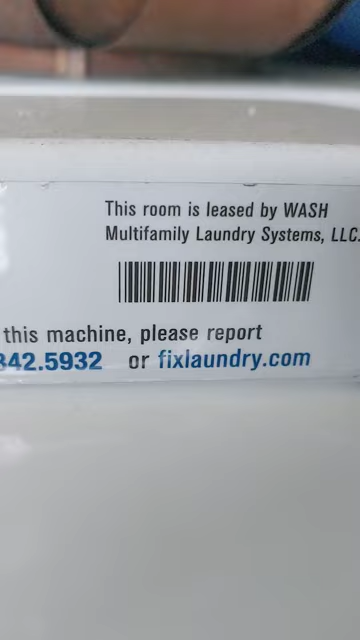 This room is leased by WASH
Multifamily Laundry Systems, LLC.
this machine, please report
342.5932 or fixlaundry.com